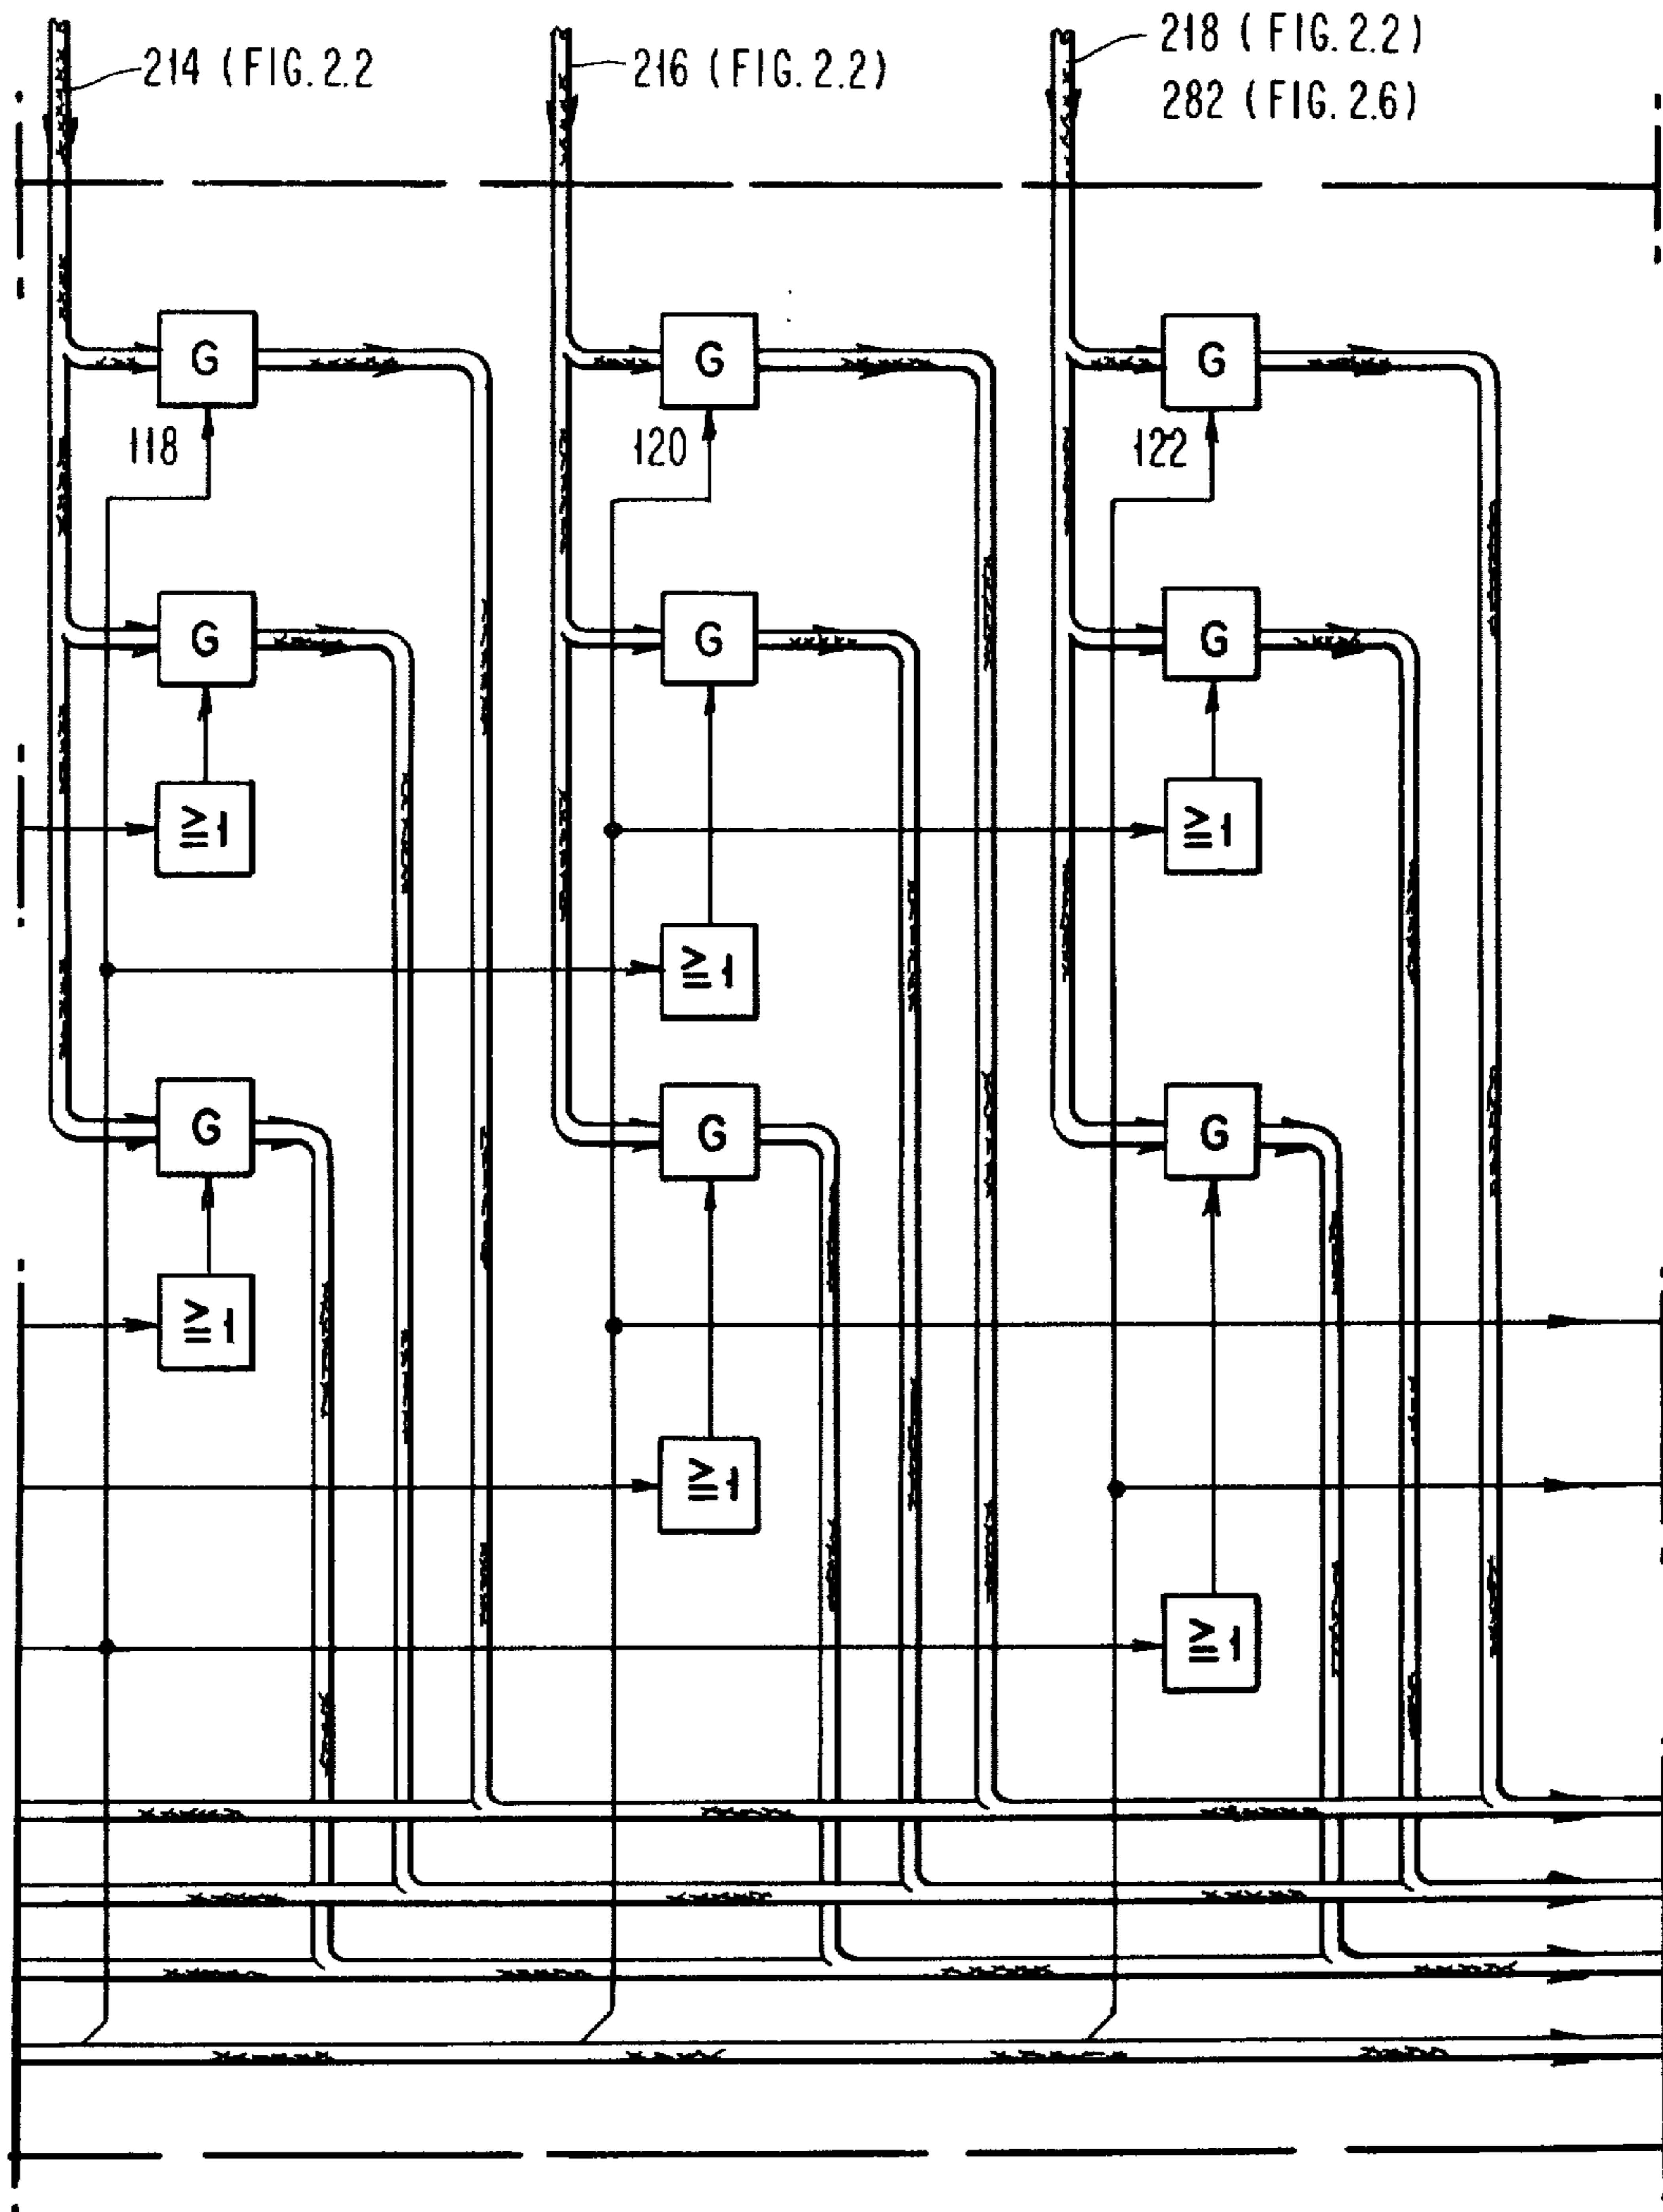 214 (FIG. 2.2
216 (FIG. 2.2)
218 (FIG. 2.2)
282 (FIG. 2.6)
G
G
G
118
120
122
G
G
G
≧1
≧1
≧1
G
G
G
≧1
≧1
≧1